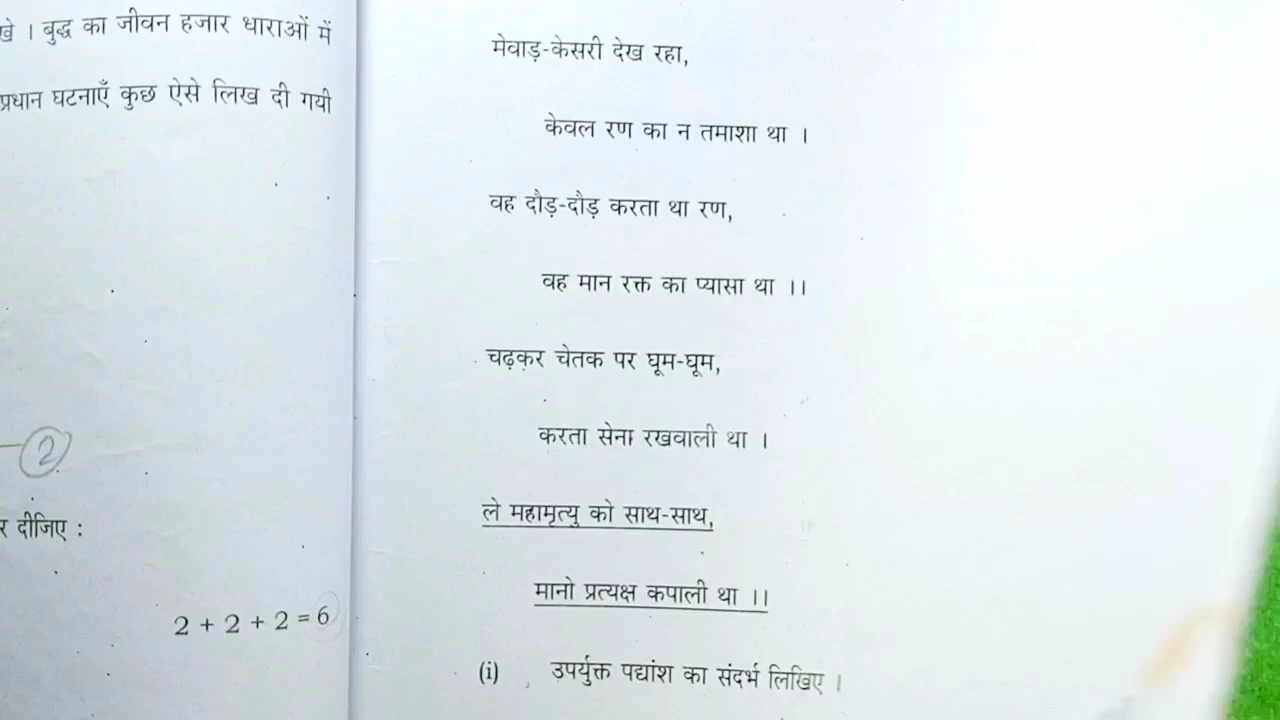 खे । बुद्ध का जीवन हजार धाराओं में
प्रधान घटनाएँ कुछ ऐसे लिख दी गयी
2
र दीजिए :
2 + 2 + 2 = 6
मेवाड़-केसरी देख रहा,
केवल रण का न तमाशा था ।
वह दौड़-दौड़ करता था रण,
वह मान रक्त का प्यासा था ।।
चढ़कर चेतक पर घूम-घूम,
करता सेना रखवाली था ।
ले महामृत्यु को साथ-साथ,
मानो प्रत्यक्ष कपाली था ।।
(i) उपर्युक्त पद्यांश का संदर्भ लिखिए ।